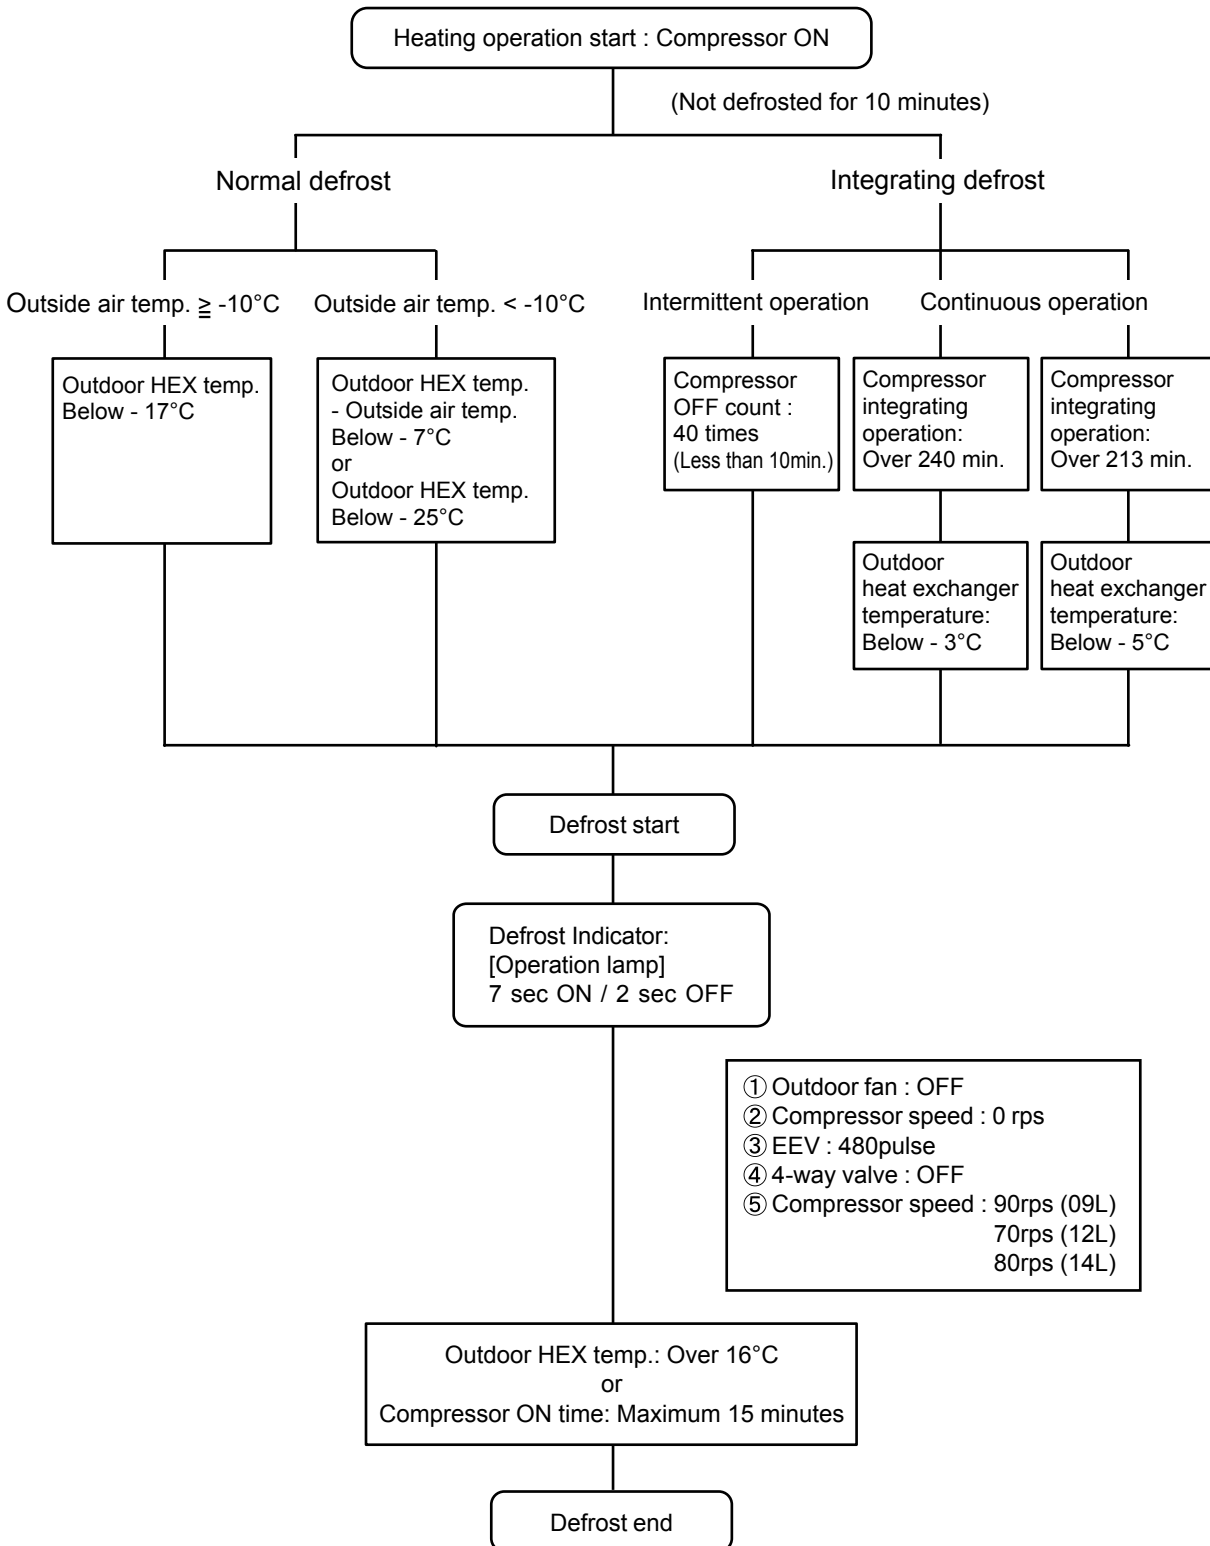 Heating operation start : Compressor ON
(Not defrosted for 10 minutes)
Normal defrost
Integrating defrost
Outside air temp. ≧ -10°C
Outside air temp. < -10°C
Intermittent operation
Continuous operation
Outdoor HEX temp.
Below - 17°C
Outdoor HEX temp.
- Outside air temp.
Below - 7°C
or
Outdoor HEX temp.
Below - 25°C
Compressor
OFF count :
40 times
(Less than 10min.)
Compressor
integrating
operation:
Over 240 min.
Compressor
integrating
operation:
Over 213 min.
Outdoor
heat exchanger
temperature:
Below - 3°C
Outdoor
heat exchanger
temperature:
Below - 5°C
Defrost start
Defrost Indicator:
[Operation lamp]
7 sec ON / 2 sec OFF
① Outdoor fan : OFF
② Compressor speed : 0 rps
③ EEV : 480pulse
④ 4-way valve : OFF
⑤ Compressor speed : 90rps (09L)
70rps (12L)
80rps (14L)
Outdoor HEX temp.: Over 16°C
or
Compressor ON time: Maximum 15 minutes
Defrost end